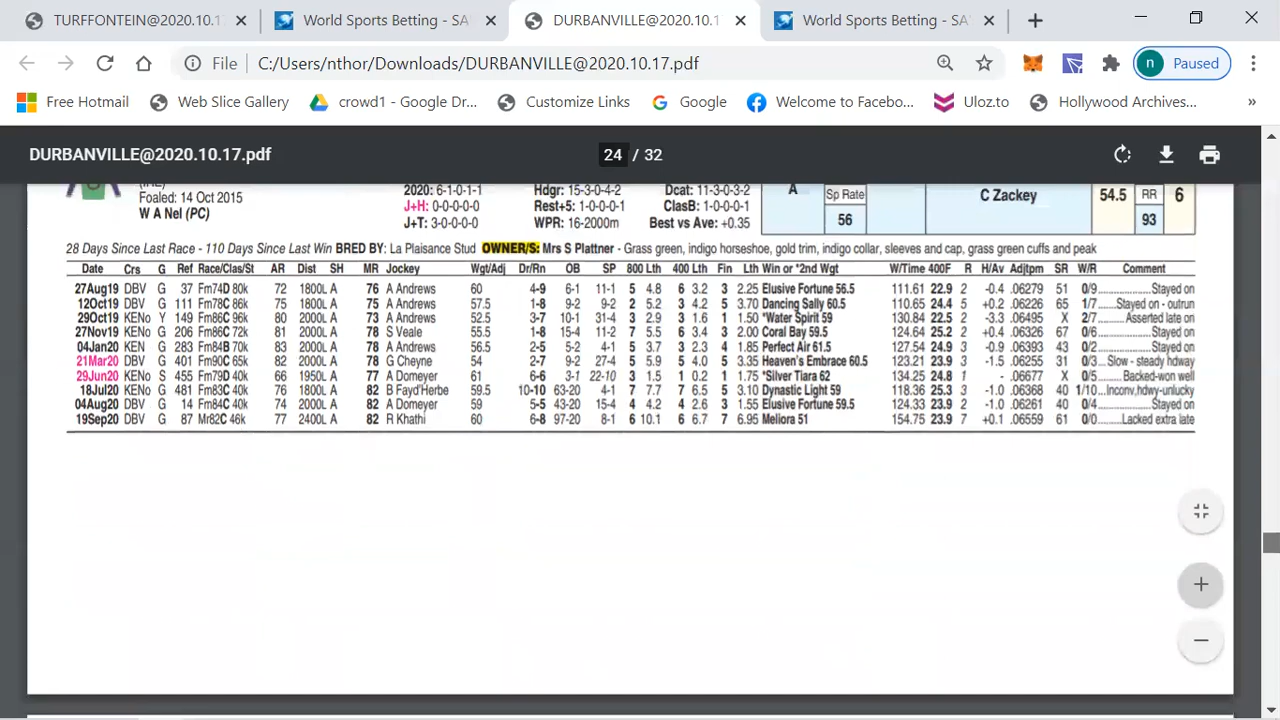 TURFFONTEIN@2020.10.1 World Sports Betting - SA DURBANVILLE@2020.10.1 World Sports Betting - SA
File C:/Users/nthor/Downloads/DURBANVILLE@2020.10.17.pdf n Paused
Free Hotmail Web Slice Gallery crowd1 - Google Dr... Customize Links Google Welcome to Facebo... Uloz.to Hollywood Archives... »
DURBANVILLE@2020.10.17.pdf 24 / 32
Foaled: 14 Oct 2015 2020: 6-1-0-1-1 Hdgr: 15-3-0-4-2 Dcat: 11-3-0-3-2 A Sp Rate C Zackey 54.5 RR 6
W A Nel (PC) J+H: 0-0-0-0-0 Rest+5: 1-0-0-0-1 ClasB: 1-0-0-0-1
J+T: 3-0-0-0-0 WPR: 16-2000m Best vs Ave: +0.35 56 93
28 Days Since Last Race - 110 Days Since Last Win BRED BY: La Plaisance Stud OWNER/S: Mrs S Plattner - Grass green, indigo horseshoe, gold trim, indigo collar, sleeves and cap, grass green cuffs and peak
Date Crs G Ref Race/Clas/St AR Dist SH MR Jockey Wgt/Adj Dr/Rn OB SP 800 Lth 400 Lth Fin Lth Win or *2nd Wgt W/Time 400F R H/Av Adjtpm SR W/R Comment
27Aug19 DBV G 37 Fm74D 80k 72 1800L A 76 A Andrews 60 4-9 6-1 11-1 5 4.8 6 3.2 3 2.25 Elusive Fortune 56.5 111.61 22.9 2 -0.4 .06279 51 0/9 ...Stayed on
12Oct19 DBV G 111 Fm78C 86k 75 1800L A 75 A Andrews 57.5 1-8 9-2 9-2 2 5.2 3 4.2 5 3.70 Dancing Sally 60.5 110.65 24.4 5 +0.2 .06226 65 1/7 ...Stayed on - outrun
29Oct19 KENo Y 149 Fm86C 96k 80 2000L A 73 A Andrews 52.5 3-7 10-1 31-4 3 2.9 3 1.6 1 1.50 *Water Spirit 59 130.84 22.5 2 -3.3 .06495 X 2/7 ...Asserted late on
27Nov19 KENo G 206 Fm86C 72k 81 2000L A 78 S Veale 55.5 1-8 15-4 11-2 7 5.5 6 3.4 3 2.00 Coral Bay 59.5 124.64 25.2 2 +0.4 .06326 67 0/6 ...Stayed on
04Jan20 KEN G 283 Fm84B 70k 83 2000L A 78 A Andrews 56.5 2-5 5-2 4-1 5 3.7 3 2.3 4 1.85 Perfect Air 61.5 127.54 24.9 3 -0.9 .06393 43 0/2 ...Stayed on
21Mar20 DBV G 401 Fm90C 65k 82 2000L A 78 G Cheyne 54 2-7 9-2 27-4 5 5.9 5 4.0 5 3.35 Heaven's Embrace 60.5 123.21 23.9 3 -1.5 .06255 31 0/3 ...Slow - steady hdway
29Jun20 KENo S 455 Fm79D 40k 66 1950L A 77 A Domeyer 61 6-6 3-1 22-10 3 1.5 1 0.2 1 1.75 *Silver Tiara 62 134.25 24.8 1 - .06677 X 0/5 ...Backed-won well
18Jul20 KENo G 481 Fm83C 40k 76 1800L A 82 B Fayd'Herbe 59.5 10-10 63-20 4-1 7 7.7 7 6.5 5 3.10 Dynastic Light 59 118.36 25.3 3 -1.0 .06368 40 1/10 ...Inconv,hdwy-unlucky
04Aug20 DBV G 14 Fm84C 40k 74 2000L A 82 A Domeyer 59 5-5 43-20 15-4 4 4.2 4 2.6 3 1.55 Elusive Fortune 59.5 124.33 23.9 2 -1.0 .06261 40 0/4 ...Stayed on
19Sep20 DBV G 87 Mr82C 46k 77 2400L A 82 R Khathi 60 6-8 97-20 8-1 6 10.1 6 6.7 7 6.95 Meliora 51 154.75 23.9 7 +0.1 .06559 61 0/0 ...Lacked extra late